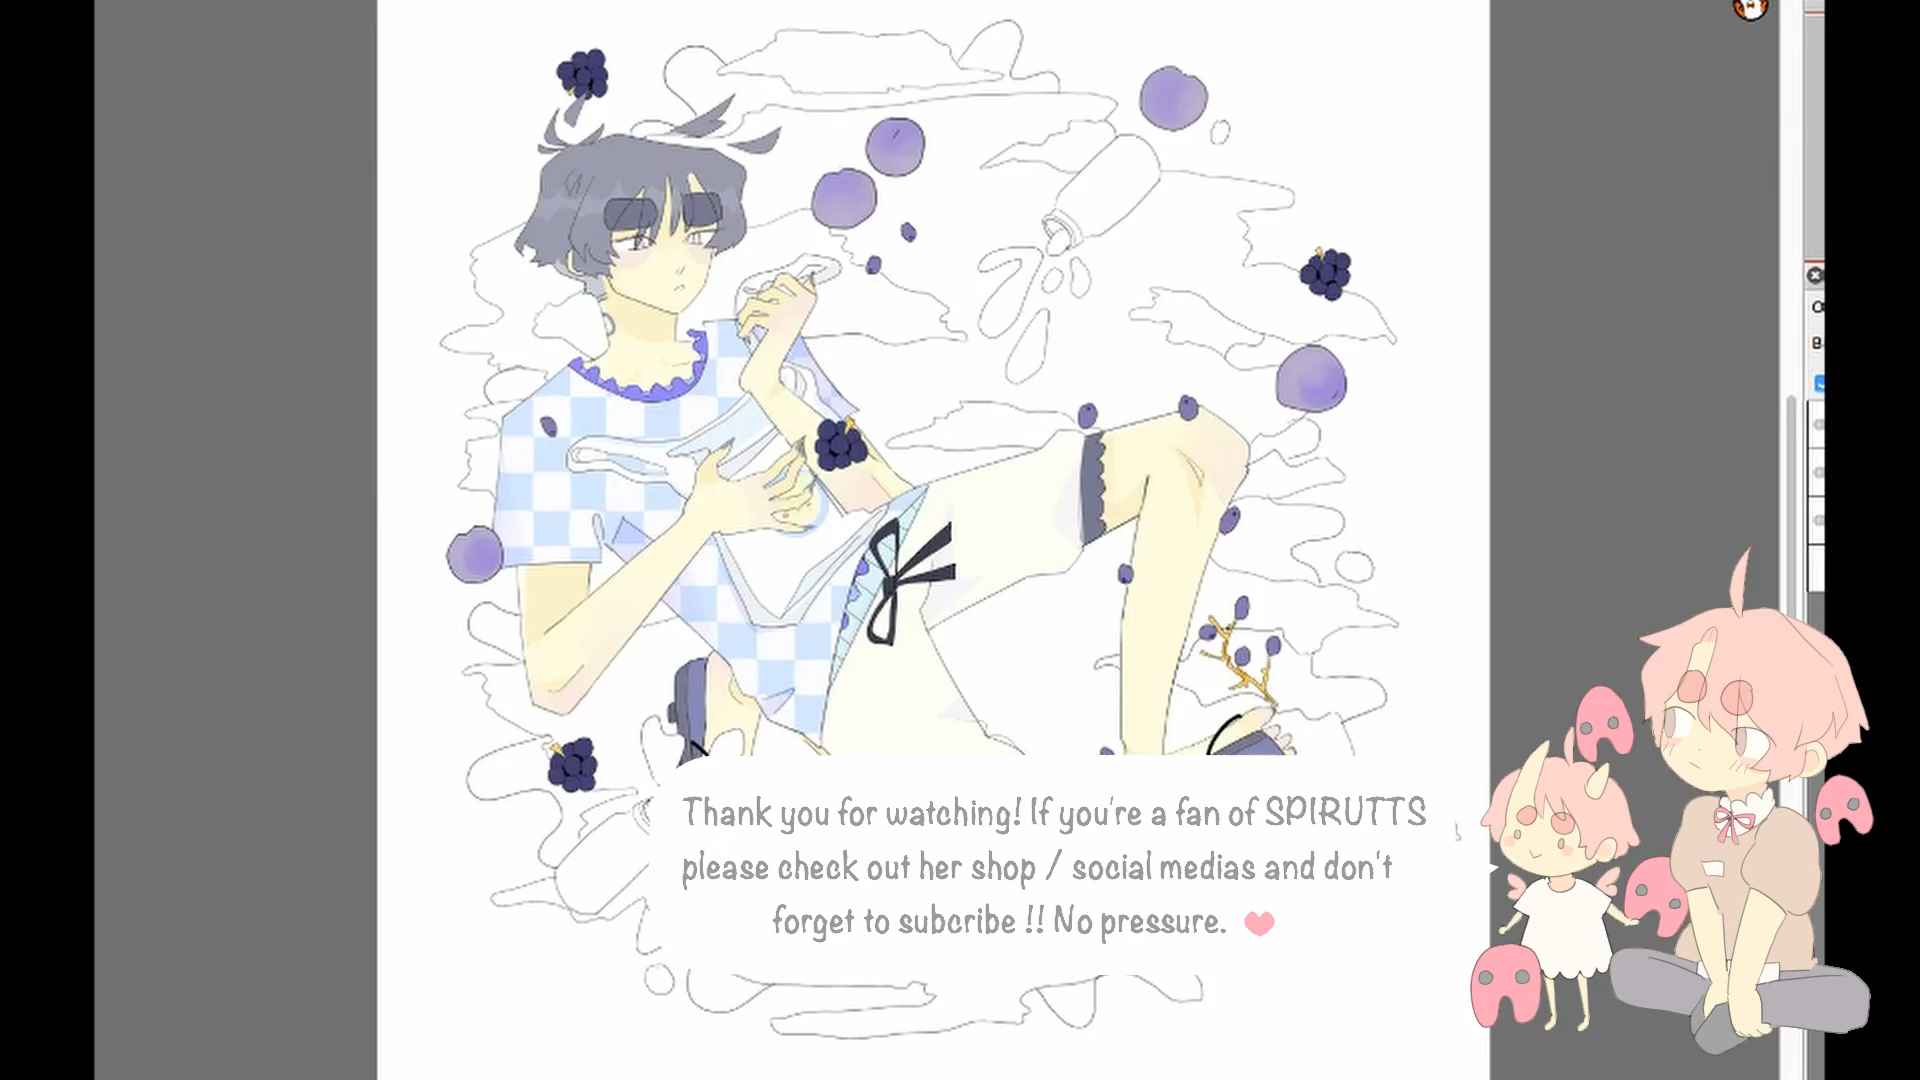 Thank you for watching! If you're a fan of SPIRUTTS
please check out her shop / social medias and don't
forget to subcribe !! No pressure.